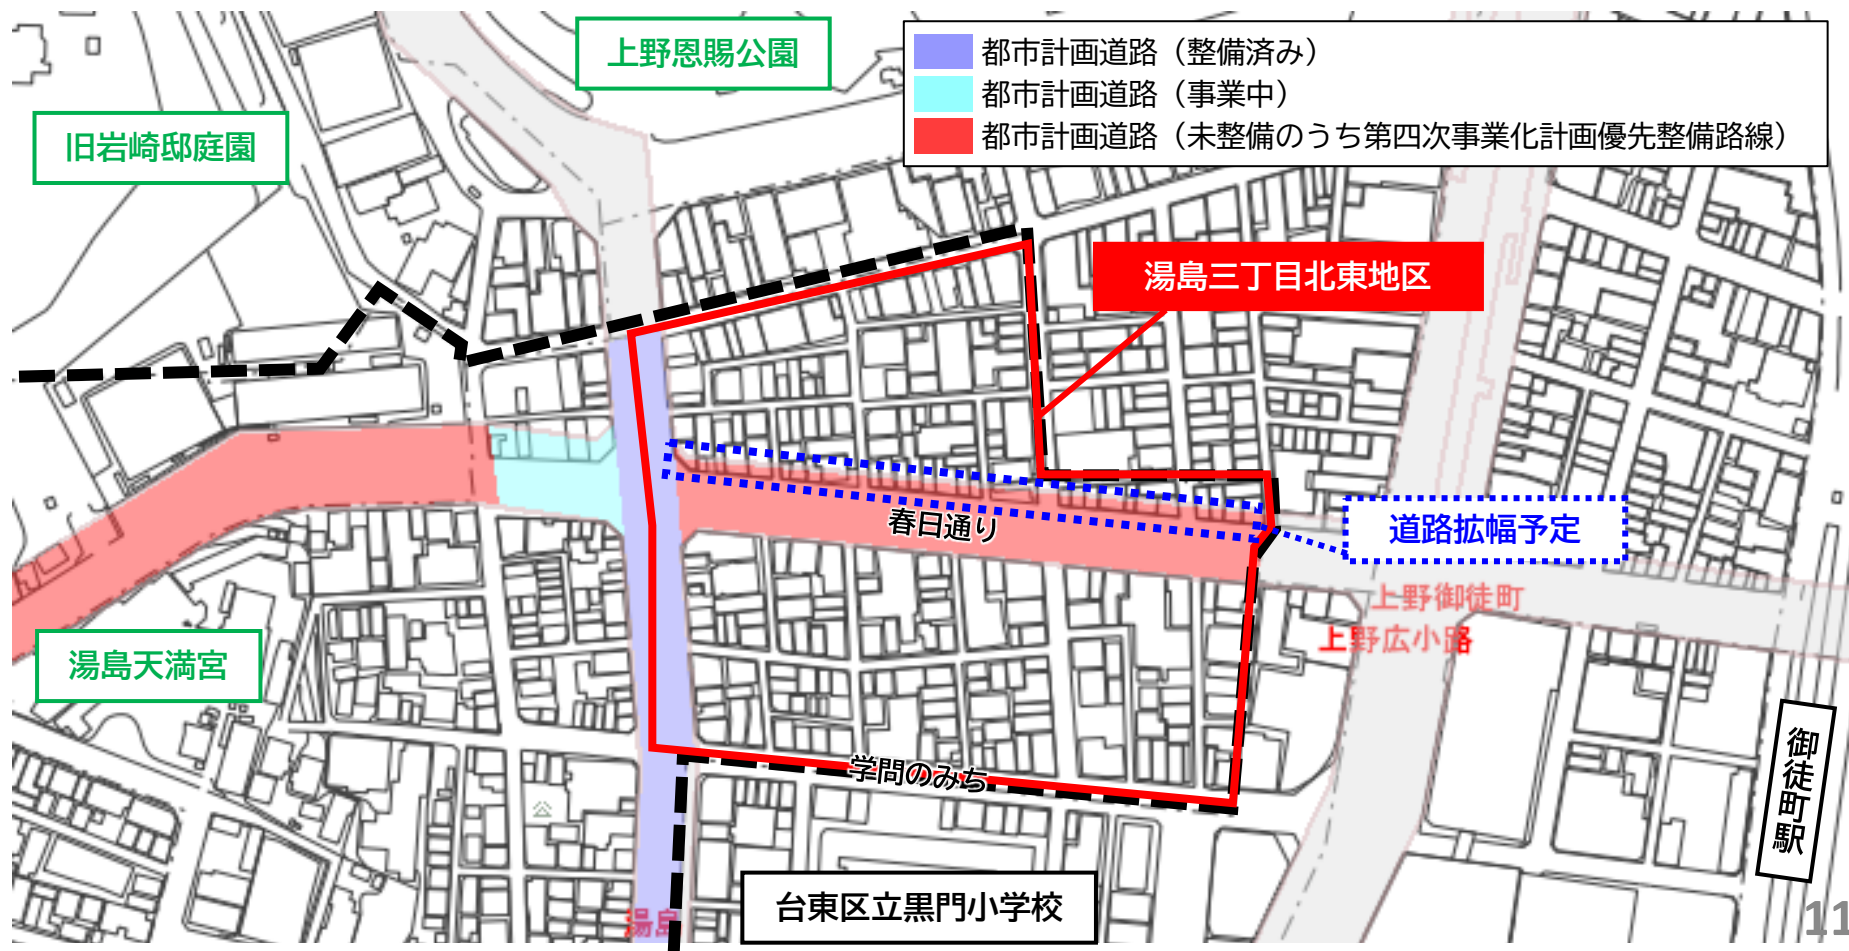 上野恩賜公園
都市計画道路（整備済み）
都市計画道路（事業中）
都市計画道路（未整備のうち第四次事業化計画優先整備路線）
旧岩崎邸庭園
湯島三丁目北東地区
春日通り
道路拡幅予定
上野御徒町
上野広小路
湯島天満宮
学問のみち
御徒町駅
台東区立黒門小学校
湯島
11